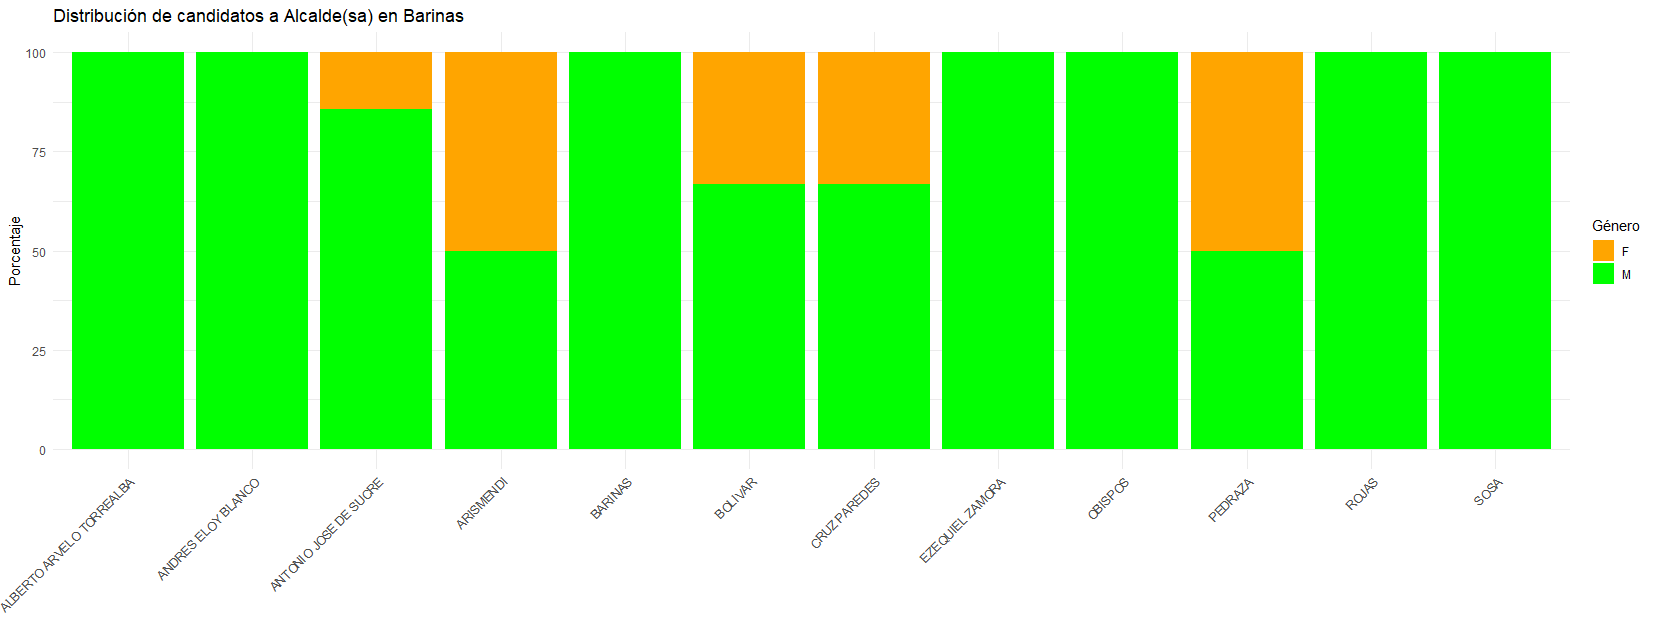 Distribución de candidatos a Alcalde(sa) en Barinas
100
75
50
25
0
Porcentaje
ALBERTO ARVELO TORREALBA
ANDRES ELOY BLANCO
ANTONIO JOSE DE SUCRE
ARISMENDI
BARINAS
BOLIVAR
CRUZ PAREDES
EZEQUIEL ZAMORA
OBISPOS
PEDRAZA
ROJAS
SOSA
Género
F
M